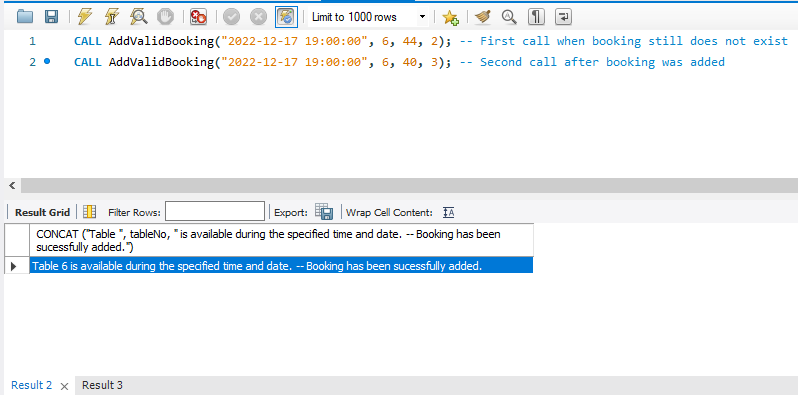 Limit to 1000 rows
1 CALL AddValidBooking("2022-12-17 19:00:00", 6, 44, 2); -- First call when booking still does not exist
2 CALL AddValidBooking("2022-12-17 19:00:00", 6, 40, 3); -- Second call after booking was added
Result Grid Filter Rows: Export: Wrap Cell Content:
CONCAT ("Table ", tableNo, " is available during the specified time and date. -- Booking has been
sucessfully added.")
Table 6 is available during the specified time and date. -- Booking has been sucessfully added.
Result 2 Result 3